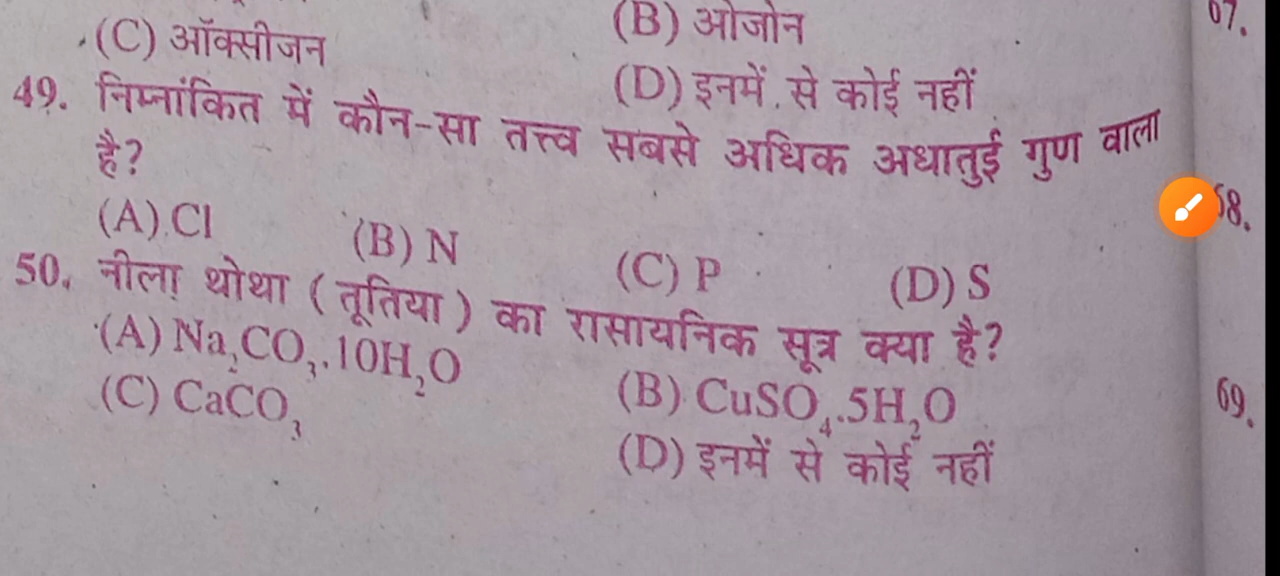 (B) ओजोन
(C) ऑक्सीजन
(D) इनमें से कोई नहीं
49. निम्नांकित में कौन-सा तत्त्व सबसे अधिक अधातुई गुण वाला
है?
(A) Cl (B) N (C) P (D) S
50. नीला थोथा ( तूतिया ) का रासायनिक सूत्र क्या है?
(A) Na₂CO₃.10H₂O (B) CuSO₄.5H₂O
(C) CaCO₃ (D) इनमें से कोई नहीं
67.
68.
69.